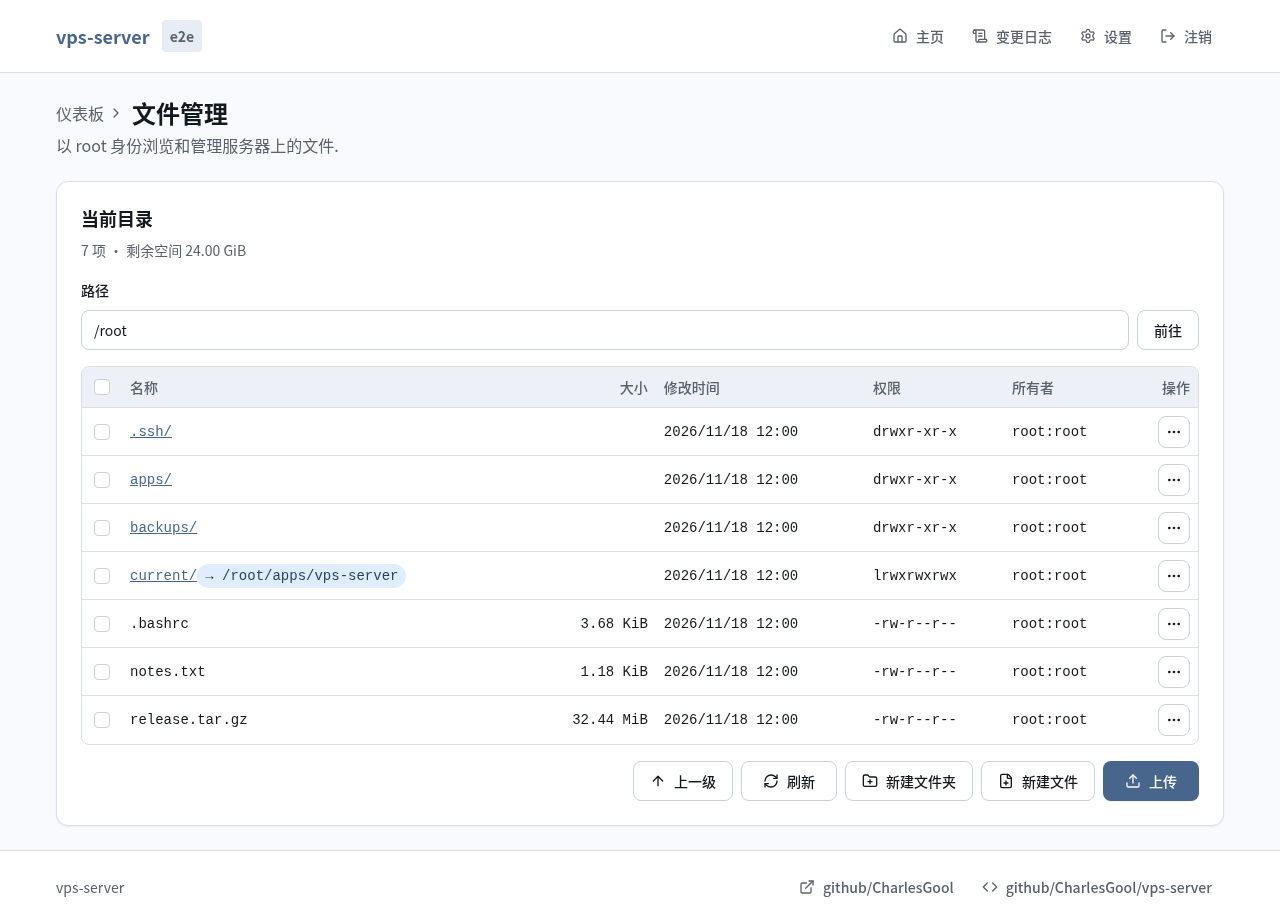 vps-server e2e 主页 变更日志 设置 注销
仪表板 文件管理
以 root 身份浏览和管理服务器上的文件.
当前目录
7 项 · 剩余空间 24.00 GiB
路径
/root 前往
名称 大小 修改时间 权限 所有者 操作
.ssh/ 2026/11/18 12:00 drwxr-xr-x root:root
apps/ 2026/11/18 12:00 drwxr-xr-x root:root
backups/ 2026/11/18 12:00 drwxr-xr-x root:root
current/ → /root/apps/vps-server 2026/11/18 12:00 lrwxrwxrwx root:root
.bashrc 3.68 KiB 2026/11/18 12:00 -rw-r--r-- root:root
notes.txt 1.18 KiB 2026/11/18 12:00 -rw-r--r-- root:root
release.tar.gz 32.44 MiB 2026/11/18 12:00 -rw-r--r-- root:root
上一级 刷新 新建文件夹 新建文件 上传
vps-server github/CharlesGool github/CharlesGool/vps-server